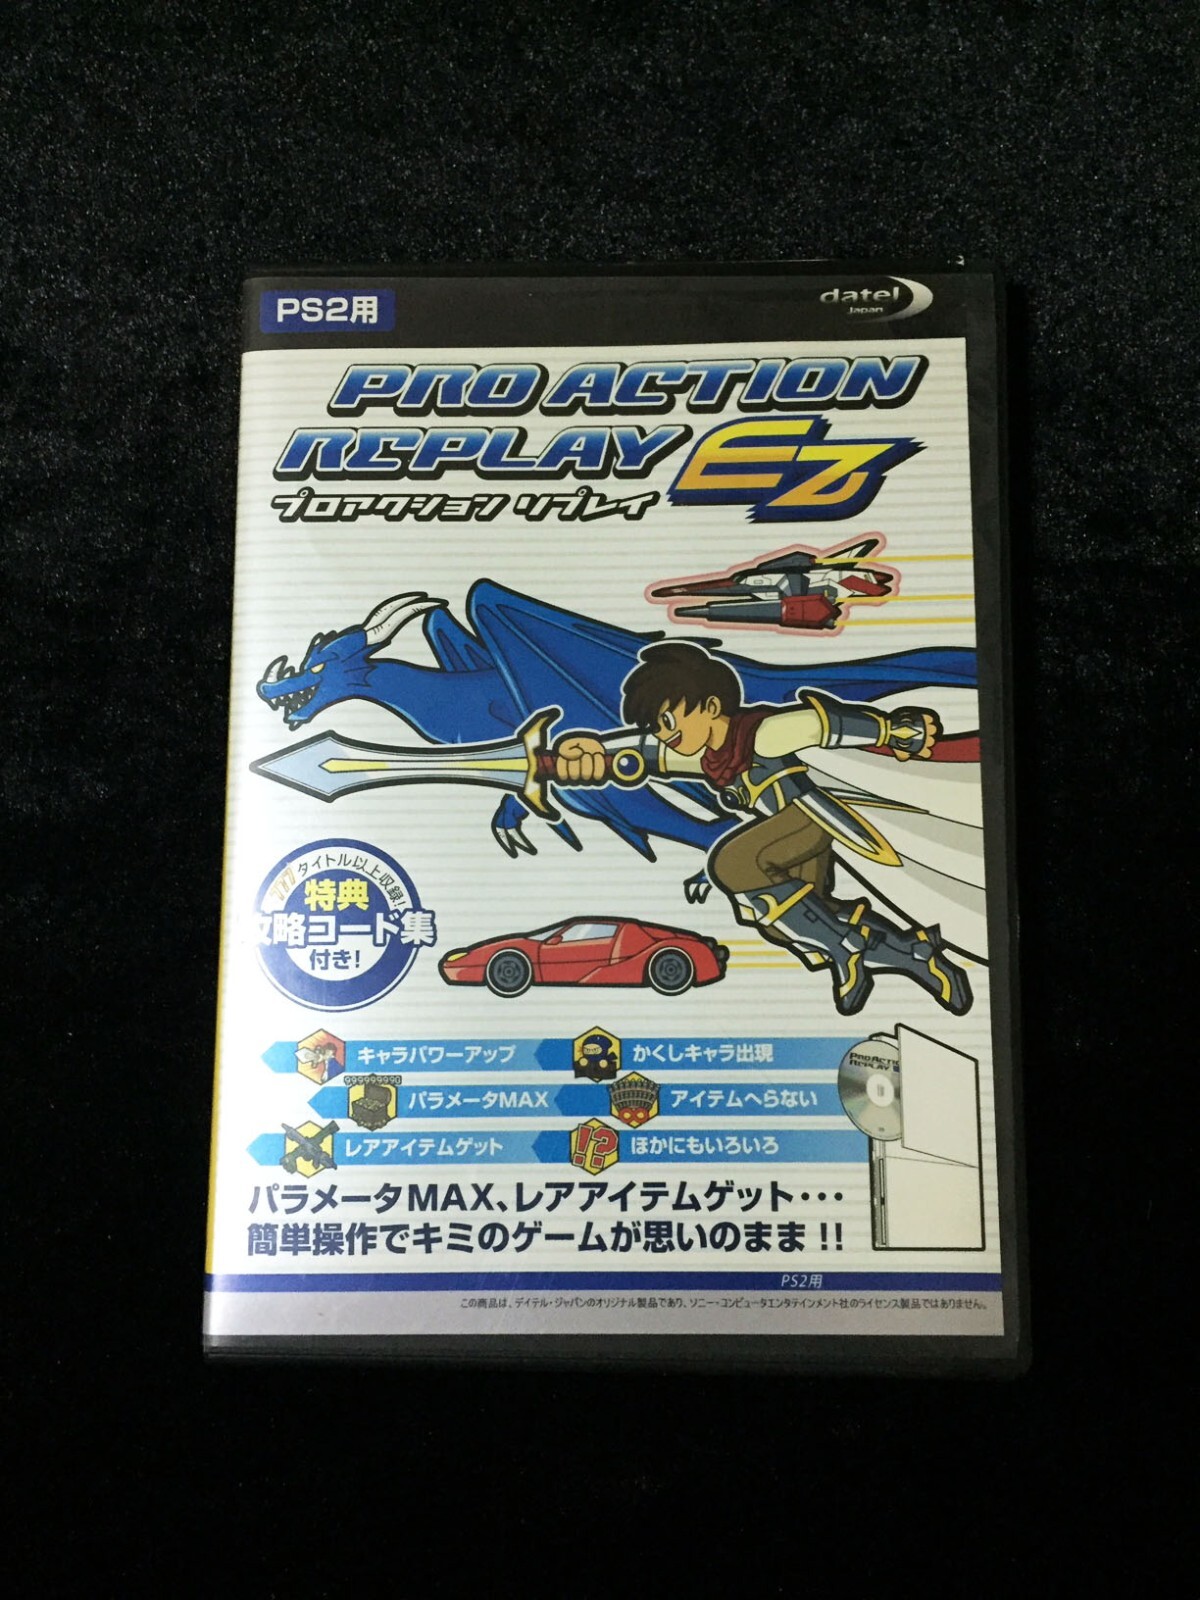 PS2用
datel
Japan
PRO ACTION
REPLAY EZ
プロアクション リプレイ
タイトル以上収録!
特典
攻略コード集
付き!
キャラパワーアップ
かくしキャラ出現
9999999990
パラメータMAX
アイテムへらない
レアアイテムゲット
!?
ほかにもいろいろ
PRO ACTION
REPLAY
パラメータMAX、レアアイテムゲット・・・
簡単操作でキミのゲームが思いのまま!!
PS2用
この商品は、デイテル・ジャパンのオリジナル製品であり、ソニー・コンピュータエンタテインメント社のライセンス製品ではありません。